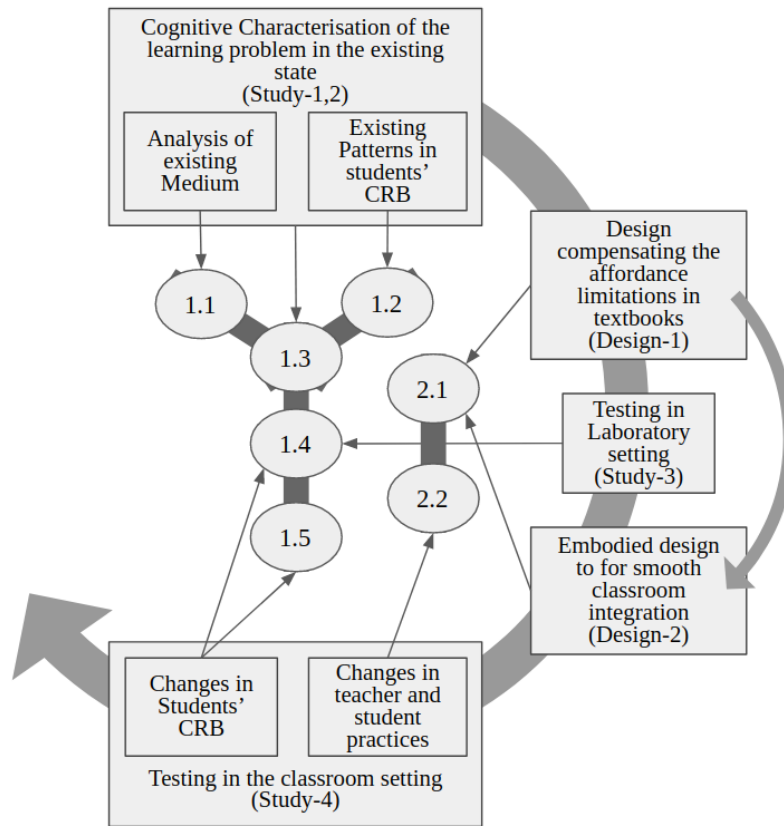 Cognitive Characterisation of the
learning problem in the existing
state
(Study-1,2)
Analysis of
existing
Medium
Existing
Patterns in
students’
CRB
1.1
1.2
1.3
1.4
1.5
2.1
2.2
Design
compensating the
affordance
limitations in
textbooks
(Design-1)
Testing in
Laboratory
setting
(Study-3)
Embodied design
to for smooth
classroom
integration
(Design-2)
Changes in
Students’
CRB
Changes in
teacher and
student
practices
Testing in the classroom setting
(Study-4)